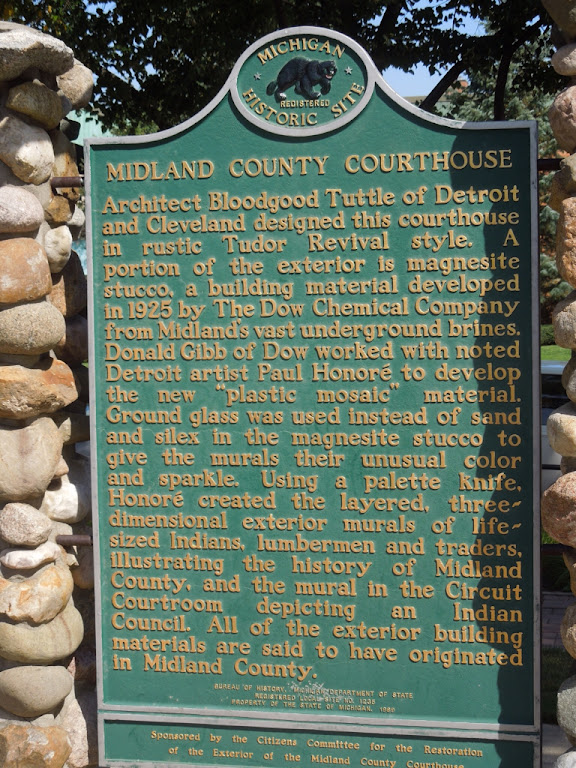 MICHIGAN
REGISTERED
HISTORIC SITE
MIDLAND COUNTY COURTHOUSE
Architect Bloodgood Tuttle of Detroit
and Cleveland designed this courthouse
in rustic Tudor Revival style. A
portion of the exterior is magnesite
stucco, a building material developed
in 1925 by The Dow Chemical Company
from Midland's vast underground brines.
Donald Gibb of Dow worked with noted
Detroit artist Paul Honoré to develop
the new "plastic mosaic" material.
Ground glass was used instead of sand
and silex in the magnesite stucco to
give the murals their unusual color
and sparkle. Using a palette knife,
Honoré created the layered, three-
dimensional exterior murals of life-
sized Indians, lumbermen and traders,
illustrating the history of Midland
County, and the mural in the Circuit
Courtroom depicting an Indian
Council. All of the exterior building
materials are said to have originated
in Midland County.
BUREAU OF HISTORY, MICHIGAN DEPARTMENT OF STATE
REGISTERED LOCAL SITE NO. 1235
PROPERTY OF THE STATE OF MICHIGAN,
Sponsored by the Citizens Committee for the Restoration
of the Exterior of the Midland County Courthouse